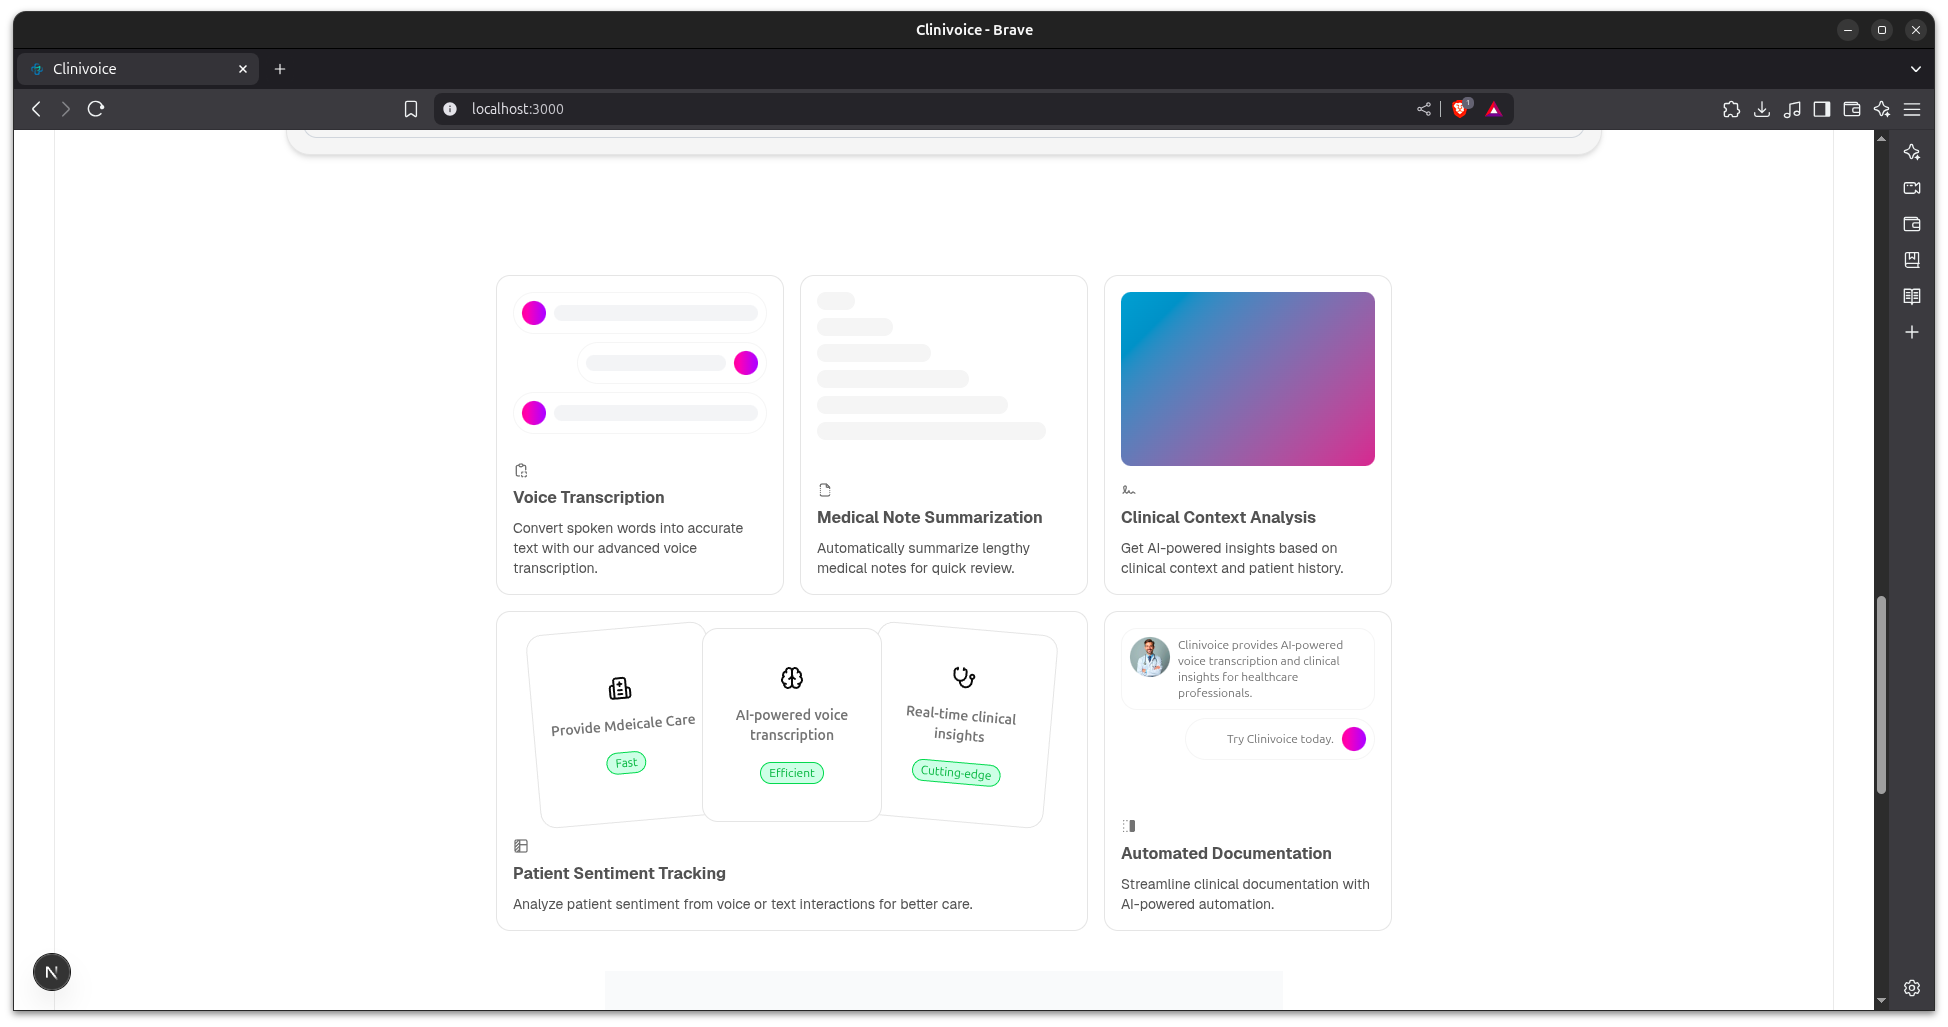 Clinivoice - Brave
Clinivoice
localhost:3000
1
Voice Transcription
Convert spoken words into accurate
text with our advanced voice
transcription.
Medical Note Summarization
Automatically summarize lengthy
medical notes for quick review.
Clinical Context Analysis
Get AI-powered insights based on
clinical context and patient history.
Provide Mdeicale Care
Fast
AI-powered voice
transcription
Efficient
Real-time clinical
insights
Cutting-edge
Patient Sentiment Tracking
Analyze patient sentiment from voice or text interactions for better care.
Clinivoice provides AI-powered
voice transcription and clinical
insights for healthcare
professionals.
Try Clinivoice today.
Automated Documentation
Streamline clinical documentation with
AI-powered automation.
N